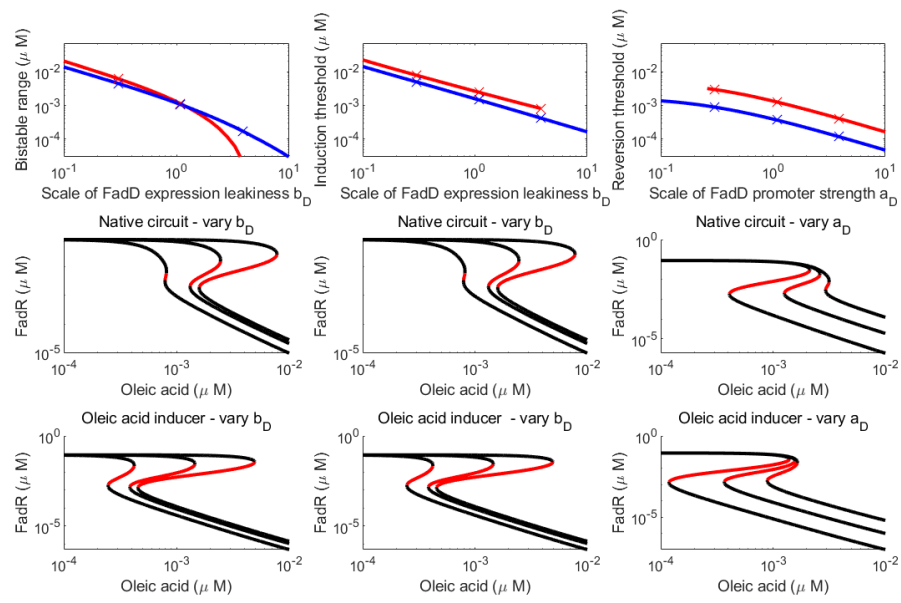 Bistable range (μ M)
10^-2
10^-3
10^-4
10^-1 10^0 10^1
Scale of FadD expression leakiness b_D
Induction threshold (μ M)
10^-2
10^-3
10^-4
10^-1 10^0 10^1
Scale of FadD expression leakiness b_D
Reversion threshold (μ M)
10^-2
10^-3
10^-4
10^-1 10^0 10^1
Scale of FadD promoter strength a_D
Native circuit - vary b_D
FadR (μ M)
10^-5
10^-4 10^-3 10^-2
Oleic acid (μ M)
Native circuit - vary b_D
FadR (μ M)
10^-5
10^-4 10^-3 10^-2
Oleic acid (μ M)
Native circuit - vary a_D
FadR (μ M)
10^0
10^-5
10^-4 10^-3 10^-2
Oleic acid (μ M)
Oleic acid inducer - vary b_D
FadR (μ M)
10^0
10^-5
10^-4 10^-3 10^-2
Oleic acid (μ M)
Oleic acid inducer - vary b_D
FadR (μ M)
10^0
10^-5
10^-4 10^-3 10^-2
Oleic acid (μ M)
Oleic acid inducer - vary a_D
FadR (μ M)
10^0
10^-5
10^-4 10^-3 10^-2
Oleic acid (μ M)